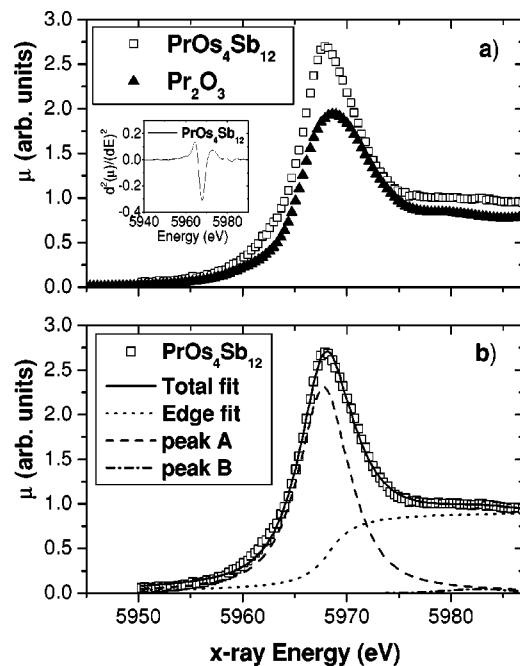 a)
PrOs₄Sb₁₂
Pr₂O₃
μ (arb. units)
3.0
2.5
2.0
1.5
1.0
0.5
0.0
PrOs₄Sb₁₂
d²(μ)/(dE)²
0.2
0.0
-0.2
-0.4
5940 5960 5980
Energy (eV)
b)
PrOs₄Sb₁₂
Total fit
Edge fit
peak A
peak B
μ (arb. units)
3.0
2.5
2.0
1.5
1.0
0.5
0.0
5950 5960 5970 5980
x-ray Energy (eV)